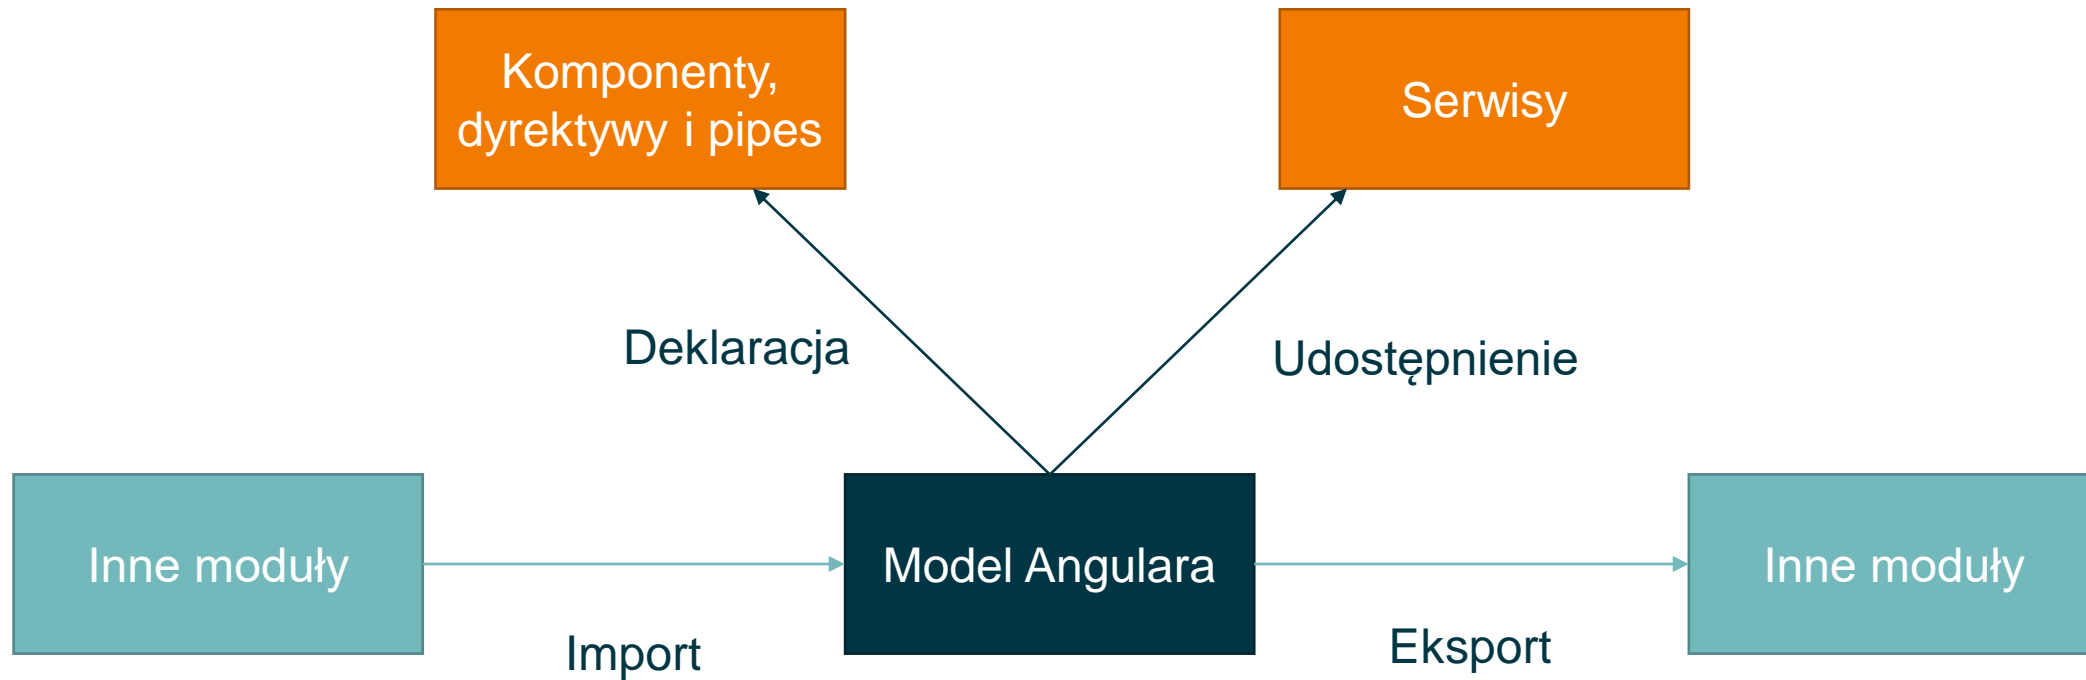 Komponenty,
dyrektywy i pipes
Serwisy
Deklaracja
Udostępnienie
Inne moduły
Model Angulara
Inne moduły
Import
Eksport